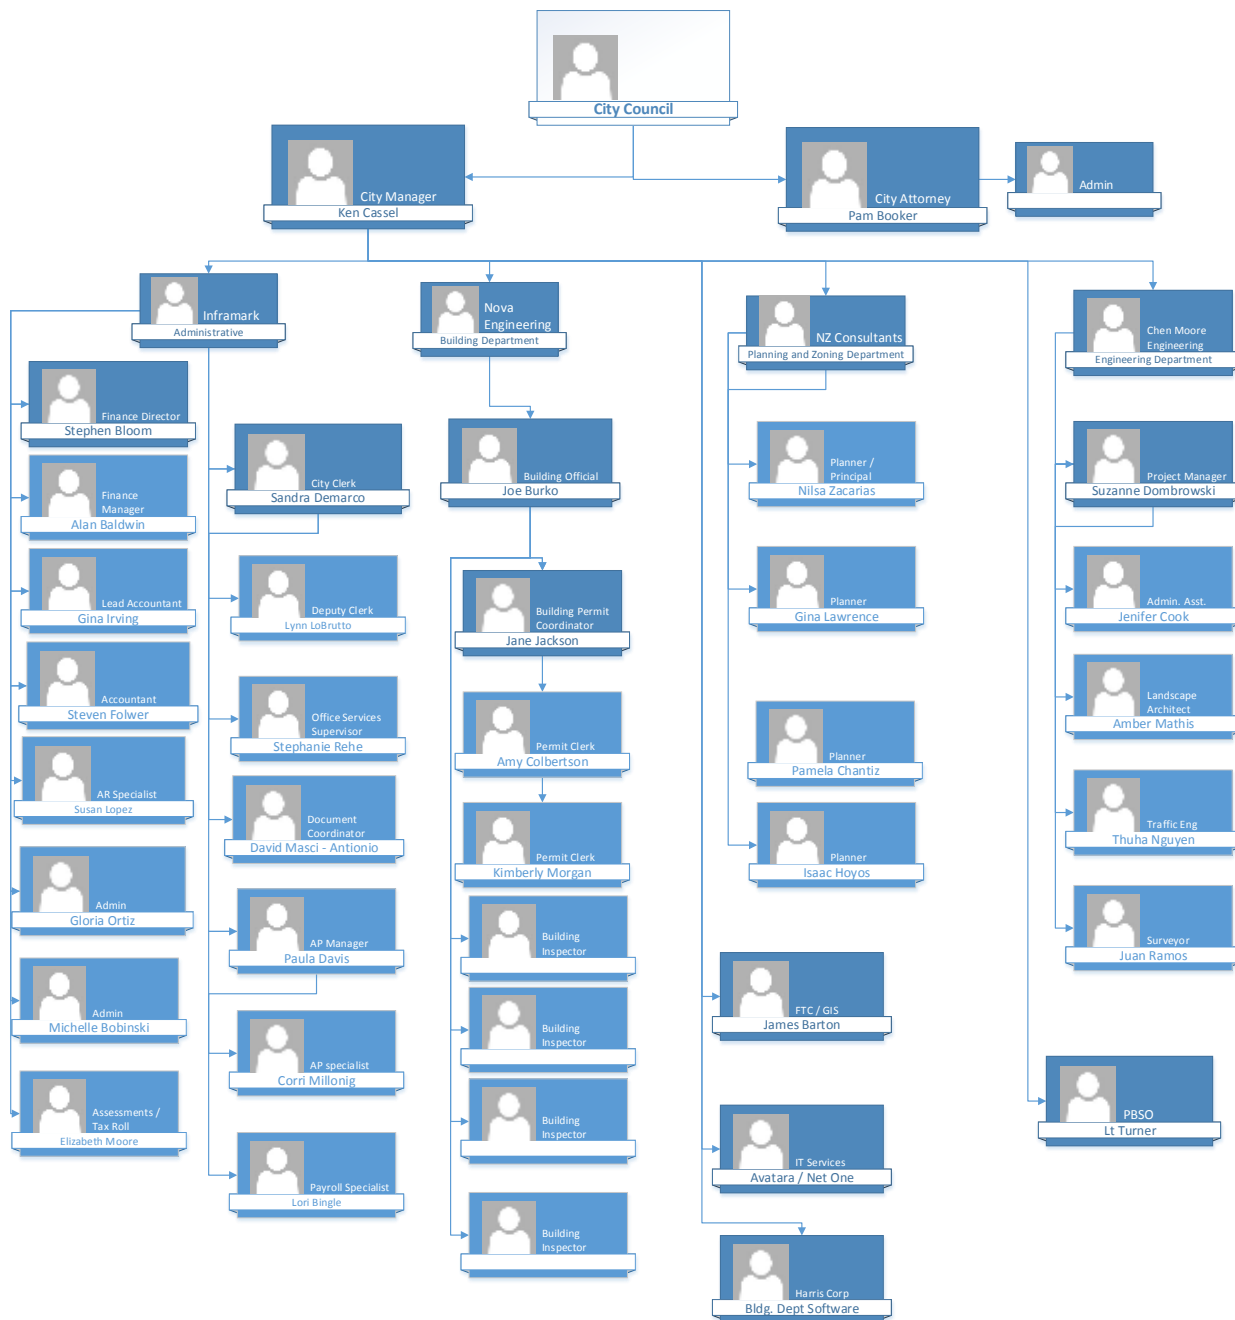 City Council
City Manager
Ken Cassel
City Attorney
Pam Booker
Admin
Inframark
Administrative
Nova
Engineering
Building Department
NZ Consultants
Planning and Zoning Department
Chen Moore
Engineering
Engineering Department
Finance Director
Stephen Bloom
Finance
Manager
Alan Baldwin
Lead Accountant
Gina Irving
Accountant
Steven Folwer
AR Specialist
Susan Lopez
Admin
Gloria Ortiz
Admin
Michelle Bobinski
Assessments /
Tax Roll
Elizabeth Moore
City Clerk
Sandra Demarco
Deputy Clerk
Lynn LoBrutto
Office Services
Supervisor
Stephanie Rehe
Document
Coordinator
David Masci - Antionio
AP Manager
Paula Davis
AP specialist
Corri Millonig
Payroll Specialist
Lori Bingle
Building Official
Joe Burko
Building Permit
Coordinator
Jane Jackson
Permit Clerk
Amy Colbertson
Permit Clerk
Kimberly Morgan
Building
Inspector
Building
Inspector
Building
Inspector
Building
Inspector
Planner /
Principal
Nilsa Zacarias
Planner
Gina Lawrence
Planner
Pamela Chantiz
Planner
Isaac Hoyos
FTC / GIS
James Barton
IT Services
Avatara / Net One
Harris Corp
Bldg. Dept Software
Project Manager
Suzanne Dombrowski
Admin. Asst.
Jenifer Cook
Landscape
Architect
Amber Mathis
Traffic Eng
Thuha Nguyen
Surveyor
Juan Ramos
PBSO
Lt Turner